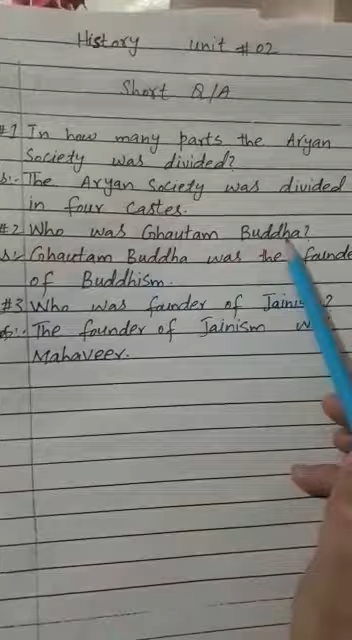 History unit #02
Short Q/A
#1 In how many parts the Aryan
Society was divided?
s:- The Aryan Society was divided
in four castes.
#2 Who was Ghautam Buddha?
s:- Ghautam Buddha was the founde
of Buddhism.
#3 Who was founder of Jainis ?
s:- The founder of Jainism w
Mahaveer.